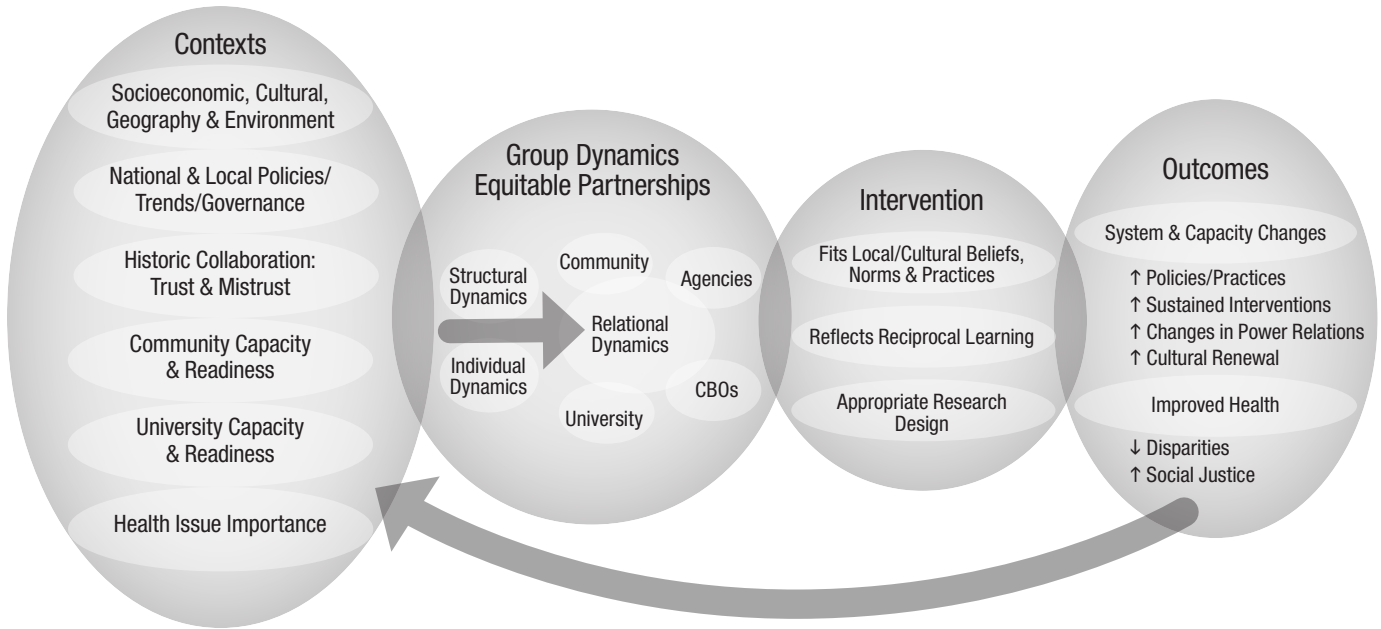 Contexts
Socioeconomic, Cultural,
Geography & Environment
National & Local Policies/
Trends/Governance
Historic Collaboration:
Trust & Mistrust
Community Capacity
& Readiness
University Capacity
& Readiness
Health Issue Importance
Group Dynamics
Equitable Partnerships
Structural
Dynamics
Individual
Dynamics
Community
Agencies
Relational
Dynamics
CBOs
University
Intervention
Fits Local/Cultural Beliefs,
Norms & Practices
Reflects Reciprocal Learning
Appropriate Research
Design
Outcomes
System & Capacity Changes
↑ Policies/Practices
↑ Sustained Interventions
↑ Changes in Power Relations
↑ Cultural Renewal
Improved Health
↓ Disparities
↑ Social Justice